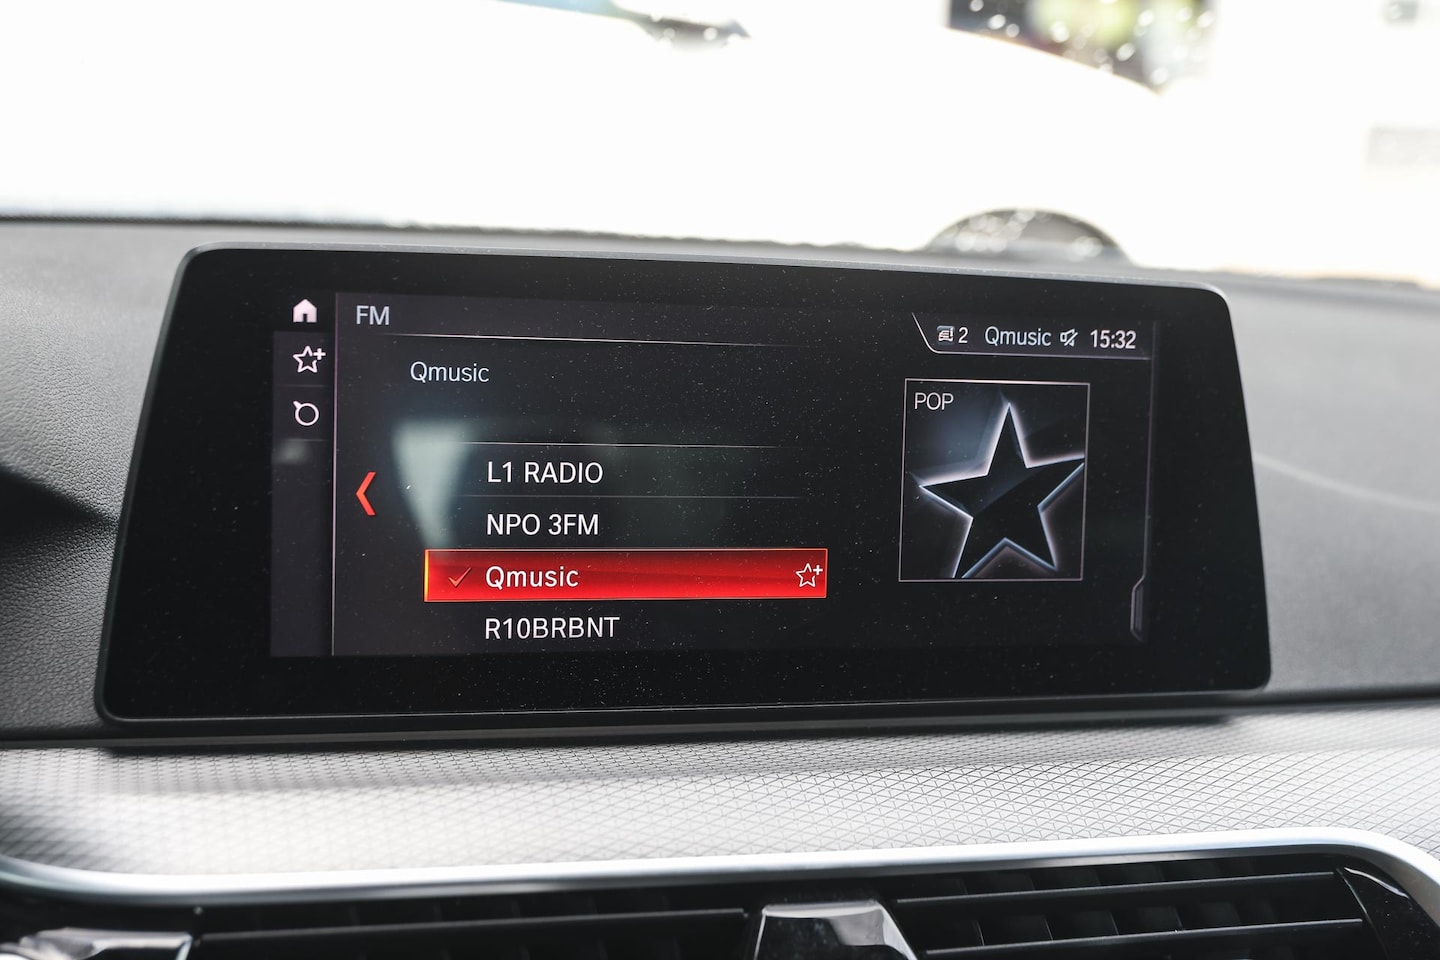 FM
2 Qmusic 15:32
Qmusic
POP
L1 RADIO
NPO 3FM
Qmusic
R10BRBNT